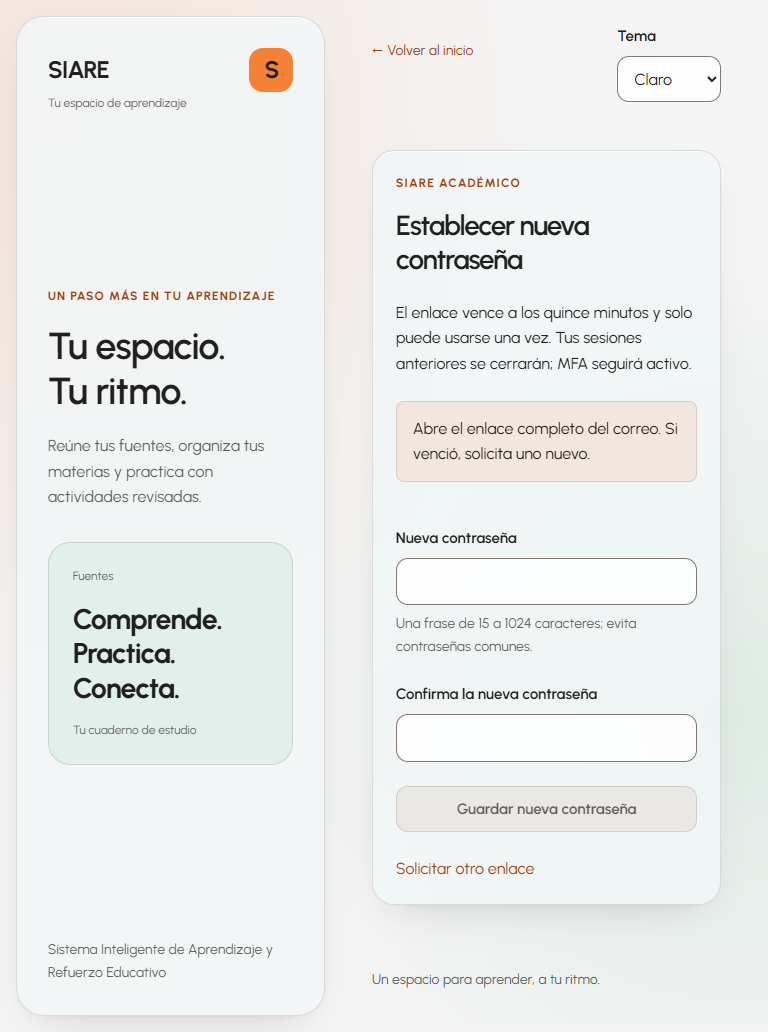 SIARE
S
Tu espacio de aprendizaje
UN PASO MÁS EN TU APRENDIZAJE
Tu espacio.
Tu ritmo.
Reúne tus fuentes, organiza tus
materias y practica con
actividades revisadas.
Fuentes
Comprende.
Practica.
Conecta.
Tu cuaderno de estudio
Sistema Inteligente de Aprendizaje y
Refuerzo Educativo
← Volver al inicio
Tema
Claro
SIARE ACADÉMICO
Establecer nueva
contraseña
El enlace vence a los quince minutos y solo
puede usarse una vez. Tus sesiones
anteriores se cerrarán; MFA seguirá activo.
Abre el enlace completo del correo. Si
venció, solicita uno nuevo.
Nueva contraseña
Una frase de 15 a 1024 caracteres; evita
contraseñas comunes.
Confirma la nueva contraseña
Guardar nueva contraseña
Solicitar otro enlace
Un espacio para aprender, a tu ritmo.